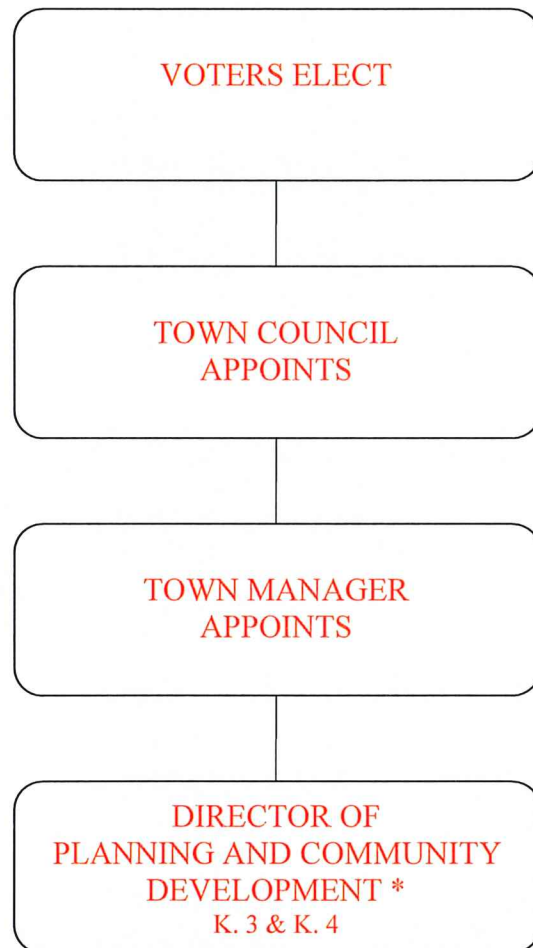 VOTERS ELECT
TOWN COUNCIL
APPOINTS
TOWN MANAGER
APPOINTS
DIRECTOR OF
PLANNING AND COMMUNITY
DEVELOPMENT *
K. 3 & K. 4